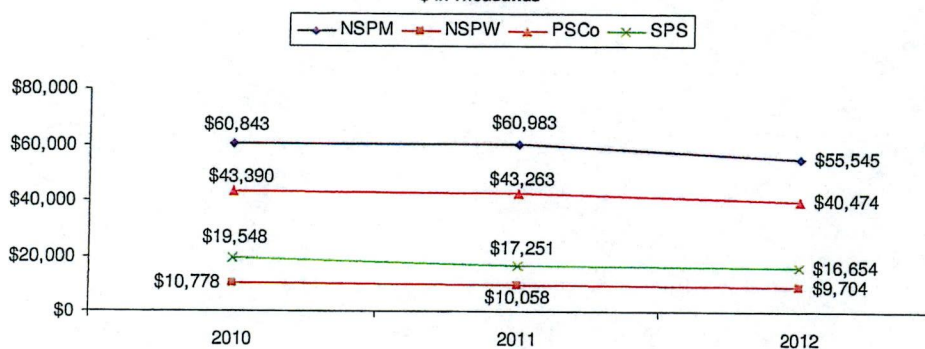 $ in Thousands
NSPM NSPW PSCo SPS
$80,000
$60,000
$40,000
$20,000
$0
$60,843 $60,983 $55,545
$43,390 $43,263 $40,474
$19,548 $17,251 $16,654
$10,778 $10,058 $9,704
2010 2011 2012